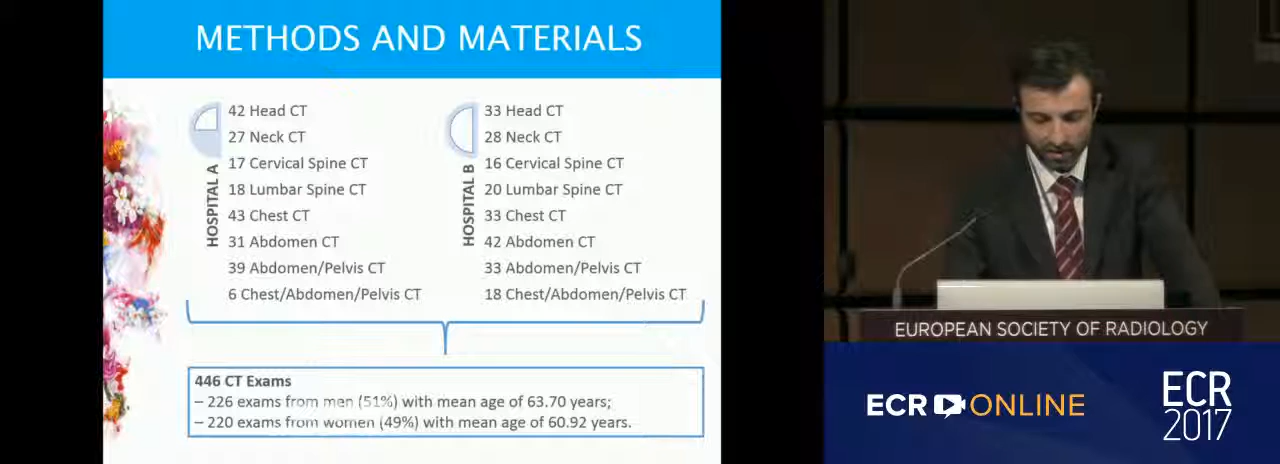 METHODS AND MATERIALS
HOSPITAL A
42 Head CT
27 Neck CT
17 Cervical Spine CT
18 Lumbar Spine CT
43 Chest CT
31 Abdomen CT
39 Abdomen/Pelvis CT
6 Chest/Abdomen/Pelvis CT
HOSPITAL B
33 Head CT
28 Neck CT
16 Cervical Spine CT
20 Lumbar Spine CT
33 Chest CT
42 Abdomen CT
33 Abdomen/Pelvis CT
18 Chest/Abdomen/Pelvis CT
446 CT Exams
– 226 exams from men (51%) with mean age of 63.70 years;
– 220 exams from women (49%) with mean age of 60.92 years.
EUROPEAN SOCIETY OF RADIOLOGY
ECR ONLINE
ECR
2017